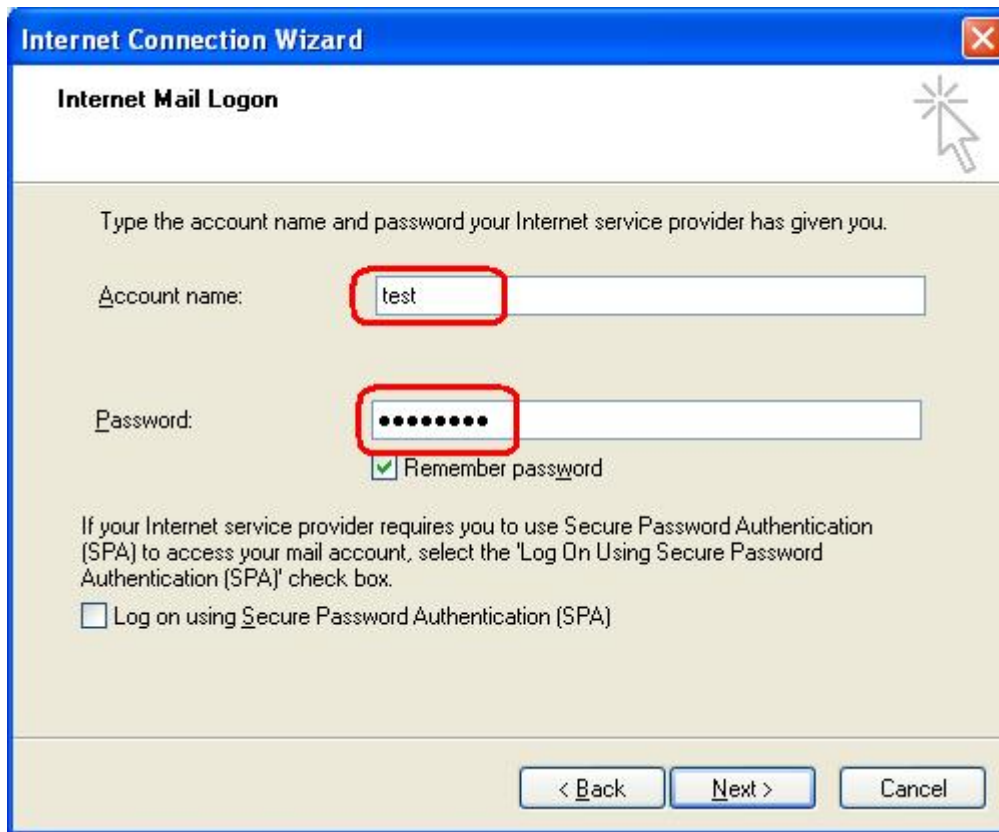 Internet Connection Wizard
Internet Mail Logon
Type the account name and password your Internet service provider has given you.
Account name: test
Password: ●●●●●●●●
Remember password
If your Internet service provider requires you to use Secure Password Authentication
(SPA) to access your mail account, select the 'Log On Using Secure Password
Authentication (SPA)' check box.
Log on using Secure Password Authentication (SPA)
< Back Next > Cancel